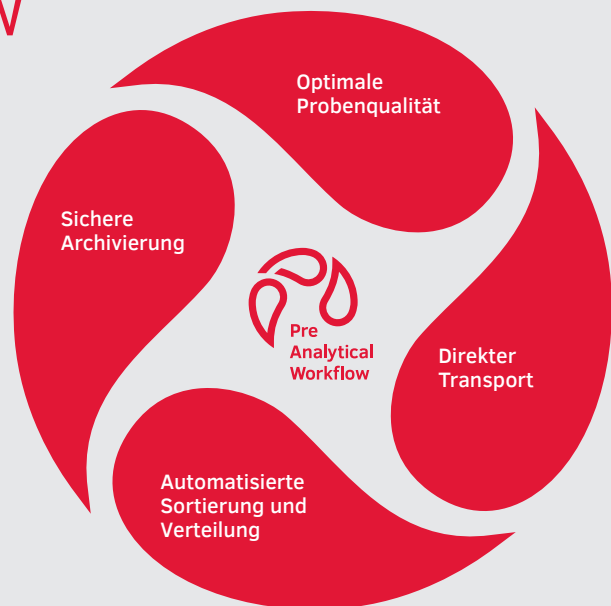 Optimale
Probenqualität
Sichere
Archivierung
Pre
Analytical
Workflow
Direkter
Transport
Automatisierte
Sortierung und
Verteilung